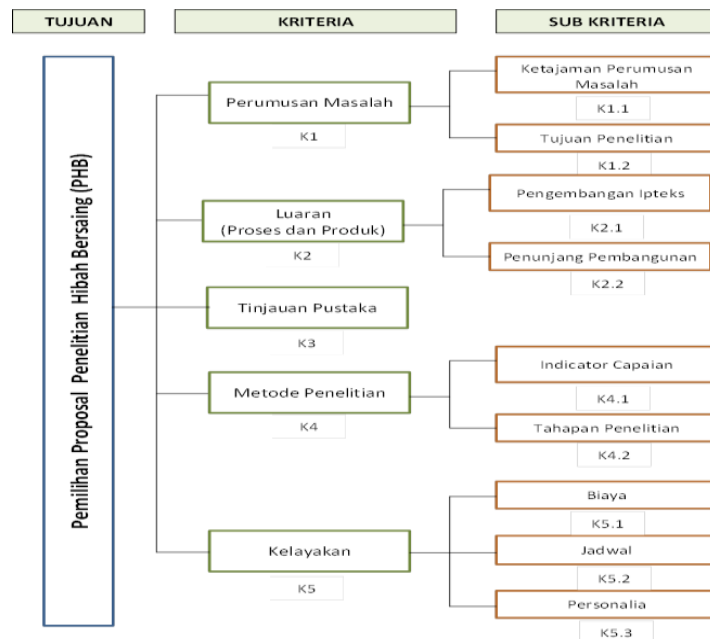 TUJUAN
KRITERIA
SUB KRITERIA
Pemilihan Proposal Penelitian Hibah Bersaing (PHB)
Perumusan Masalah
K1
Ketajaman Perumusan
Masalah
K1.1
Tujuan Penelitian
K1.2
Luaran
(Proses dan Produk)
K2
Pengembangan Ipteks
K2.1
Penunjang Pembangunan
K2.2
Tinjauan Pustaka
K3
Metode Penelitian
K4
Indicator Capaian
K4.1
Tahapan Penelitian
K4.2
Kelayakan
K5
Biaya
K5.1
Jadwal
K5.2
Personalia
K5.3